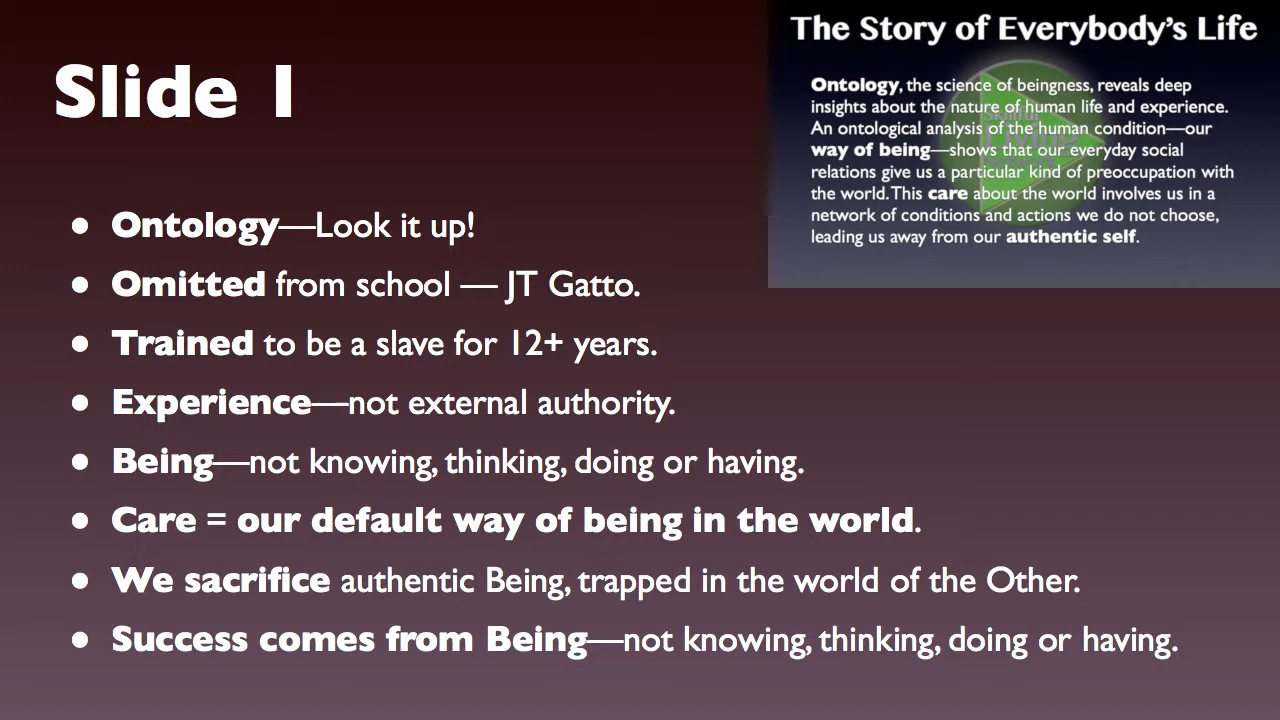 Slide 1
The Story of Everybody's Life
Ontology, the science of beingness, reveals deep
insights about the nature of human life and experience.
An ontological analysis of the human condition—our
way of being—shows that our everyday social
relations give us a particular kind of preoccupation with
the world. This care about the world involves us in a
network of conditions and actions we do not choose,
leading us away from our authentic self.
• Ontology—Look it up!
• Omitted from school — JT Gatto.
• Trained to be a slave for 12+ years.
• Experience—not external authority.
• Being—not knowing, thinking, doing or having.
• Care = our default way of being in the world.
• We sacrifice authentic Being, trapped in the world of the Other.
• Success comes from Being—not knowing, thinking, doing or having.